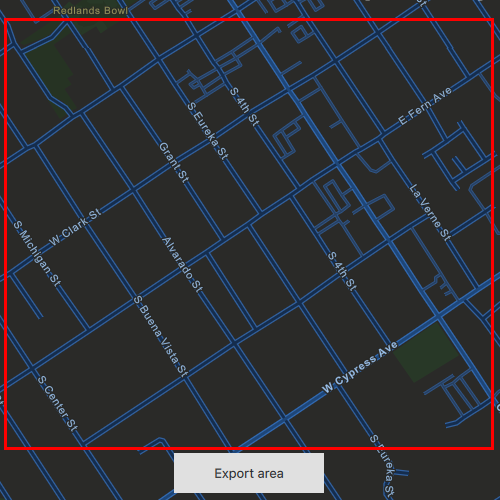 Redlands Bowl
E Fern Ave
S 4th St
S Eureka St
Grant St
La Verne St
W Clark St
S Michigan St
Alvarado St
S 4th St
S Buena Vista St
W Cypress Ave
S Center St
S Eureka St
Export area